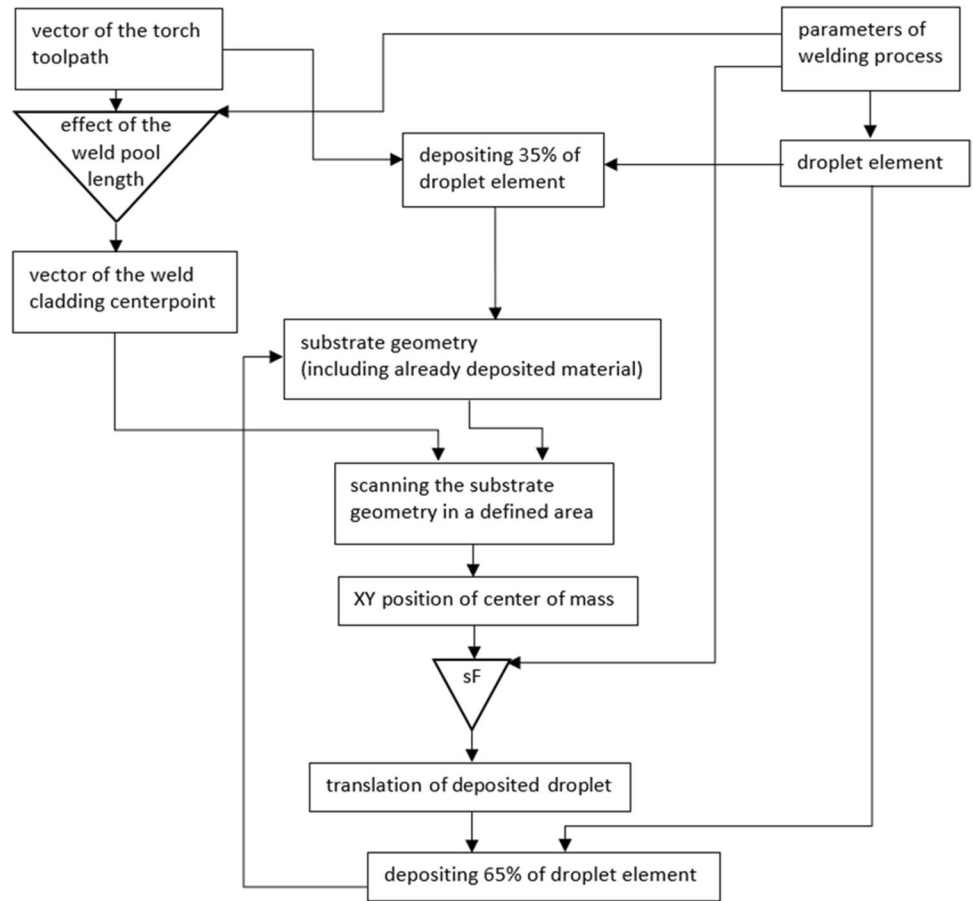 vector of the torch
toolpath
parameters of
welding process
effect of the
weld pool
length
depositing 35% of
droplet element
droplet element
vector of the weld
cladding centerpoint
substrate geometry
(including already deposited material)
scanning the substrate
geometry in a defined area
XY position of center of mass
sF
translation of deposited droplet
depositing 65% of droplet element